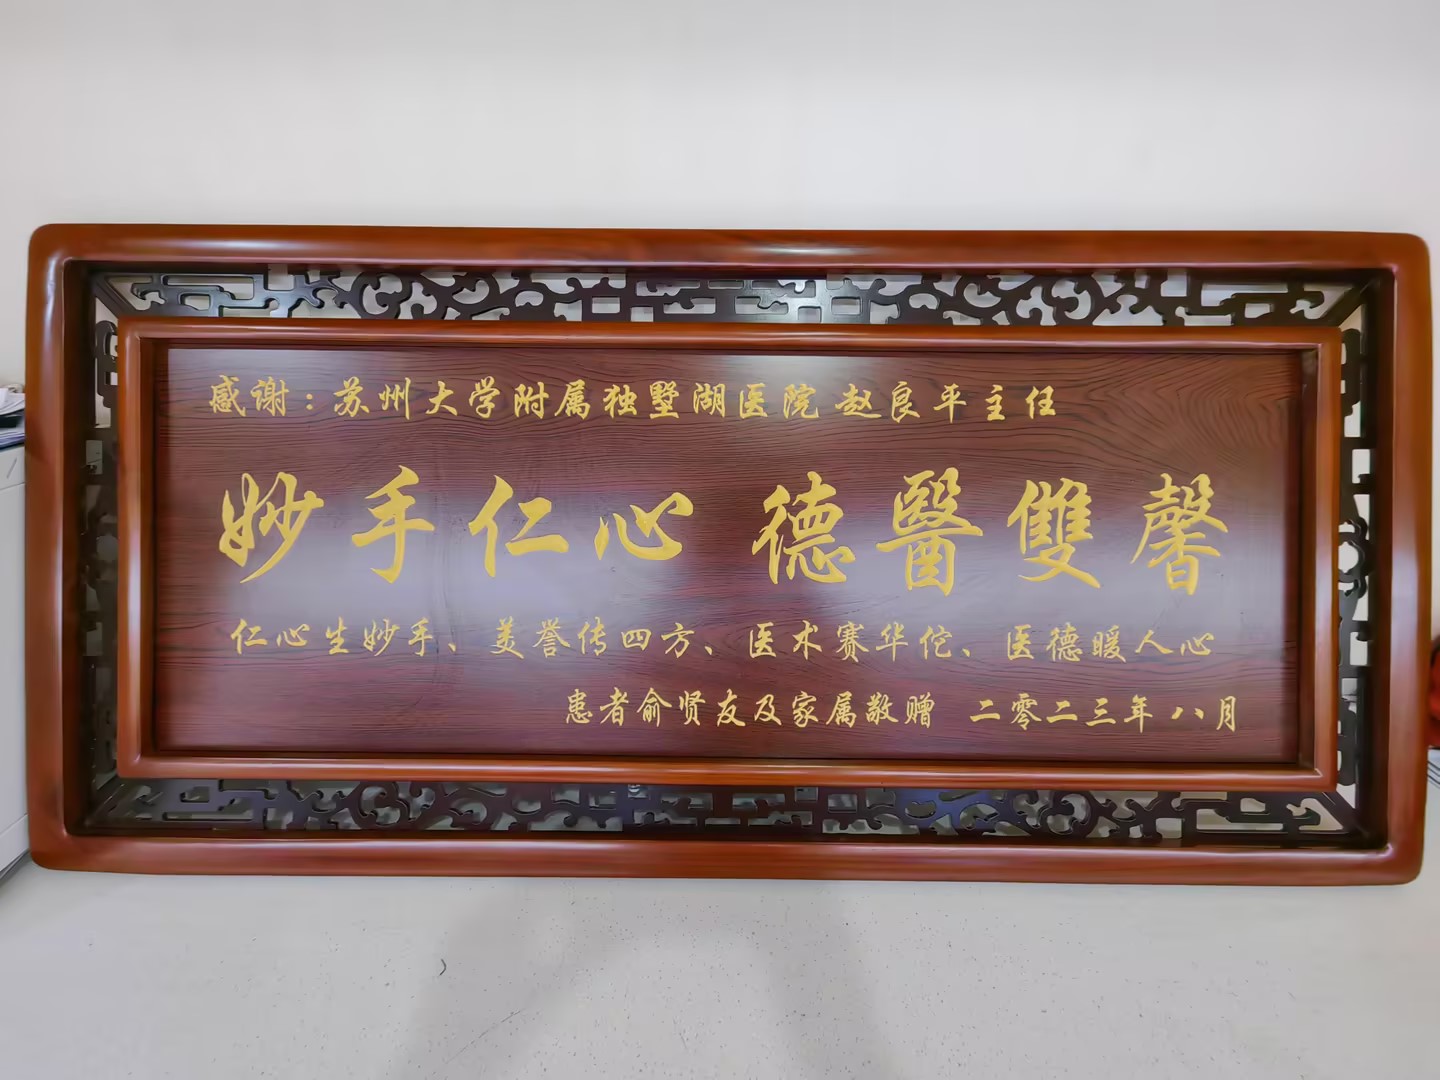 感谢：苏州大学附属独墅湖医院 赵良平主任
妙手仁心 德醫雙馨
仁心生妙手、美誉传四方、医术赛华佗、医德暖人心
患者俞贤友及家属敬赠 二零二三年 八月